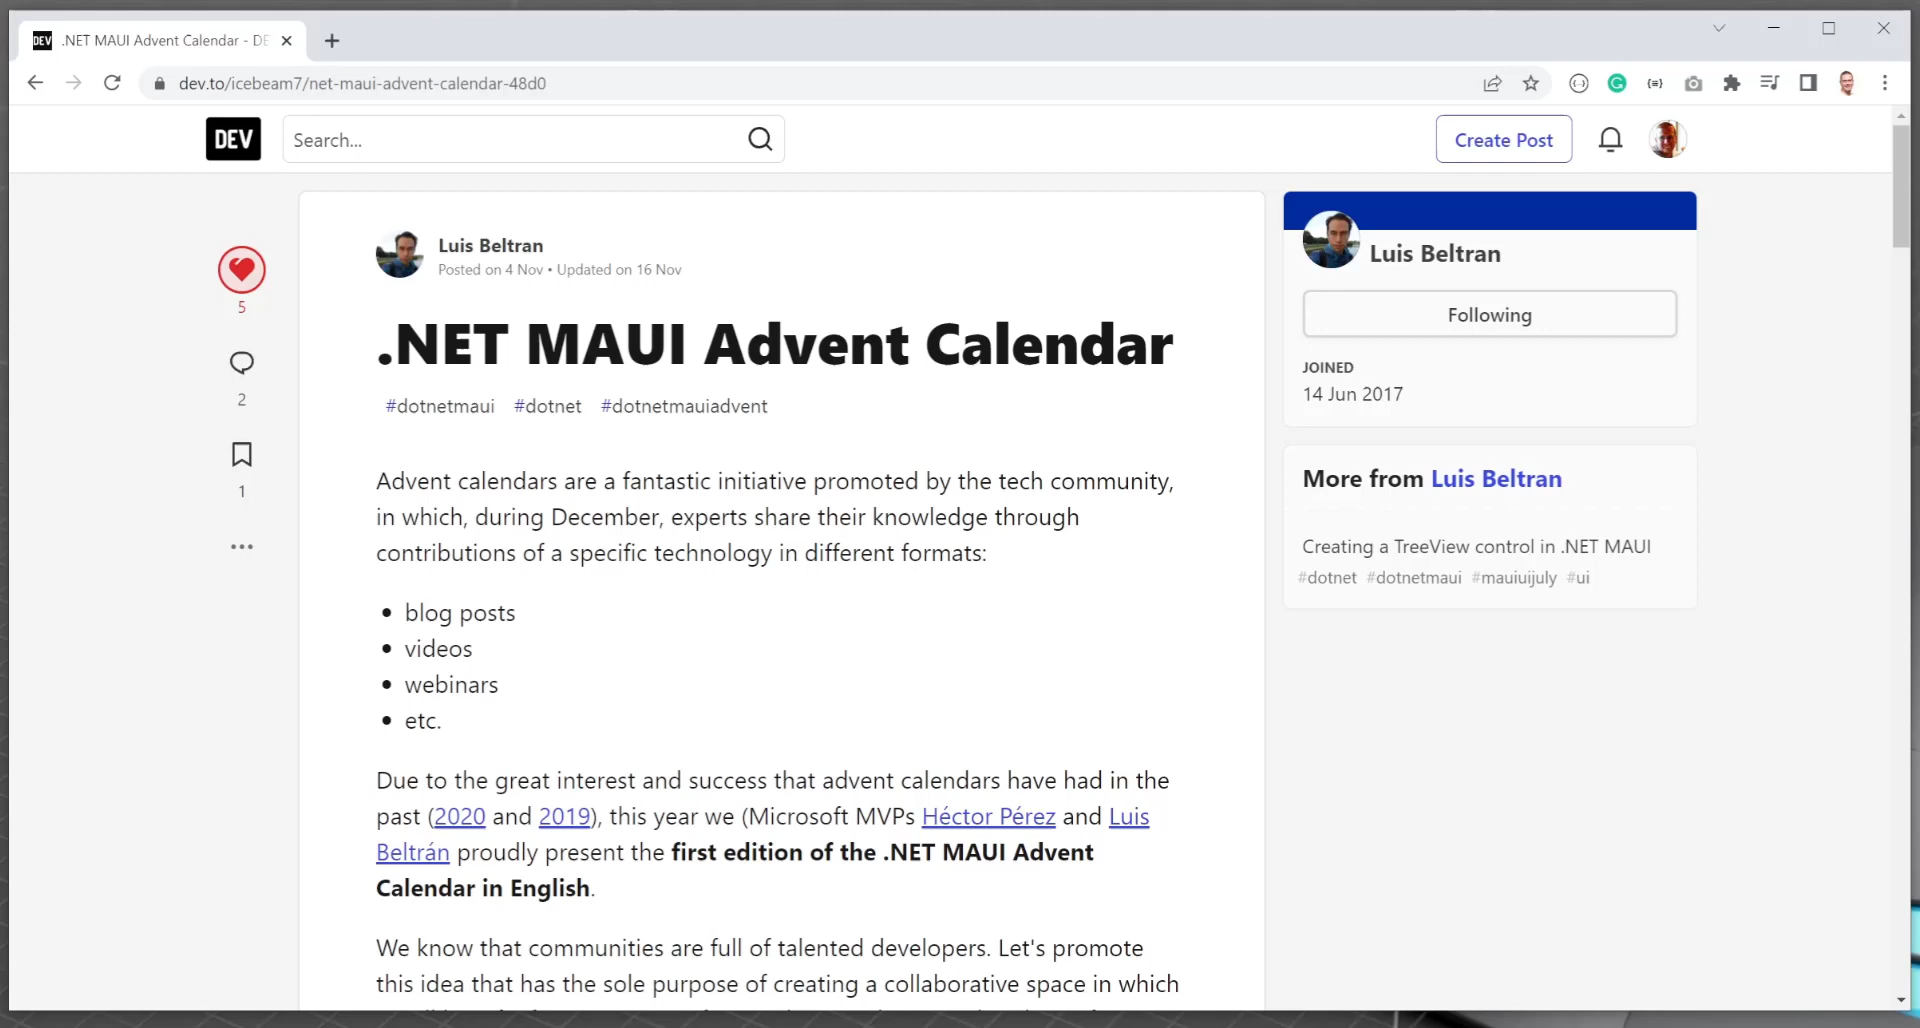 DEV .NET MAUI Advent Calendar - DE
dev.to/icebeam7/net-maui-advent-calendar-48d0
DEV
Search...
Create Post
Luis Beltran
Posted on 4 Nov • Updated on 16 Nov
5
2
1
.NET MAUI Advent Calendar
#dotnetmaui #dotnet #dotnetmauiadvent
Advent calendars are a fantastic initiative promoted by the tech community,
in which, during December, experts share their knowledge through
contributions of a specific technology in different formats:
• blog posts
• videos
• webinars
• etc.
Due to the great interest and success that advent calendars have had in the
past (2020 and 2019), this year we (Microsoft MVPs Héctor Pérez and Luis
Beltrán proudly present the first edition of the .NET MAUI Advent
Calendar in English.
We know that communities are full of talented developers. Let's promote
this idea that has the sole purpose of creating a collaborative space in which
Luis Beltran
Following
JOINED
14 Jun 2017
More from Luis Beltran
Creating a TreeView control in .NET MAUI
#dotnet #dotnetmaui #mauiuijuly #ui